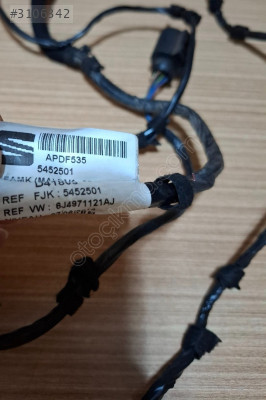 #3106342
APDF535
5452501
REF FJK : 5452501
REF VW : 6J4971121AJ